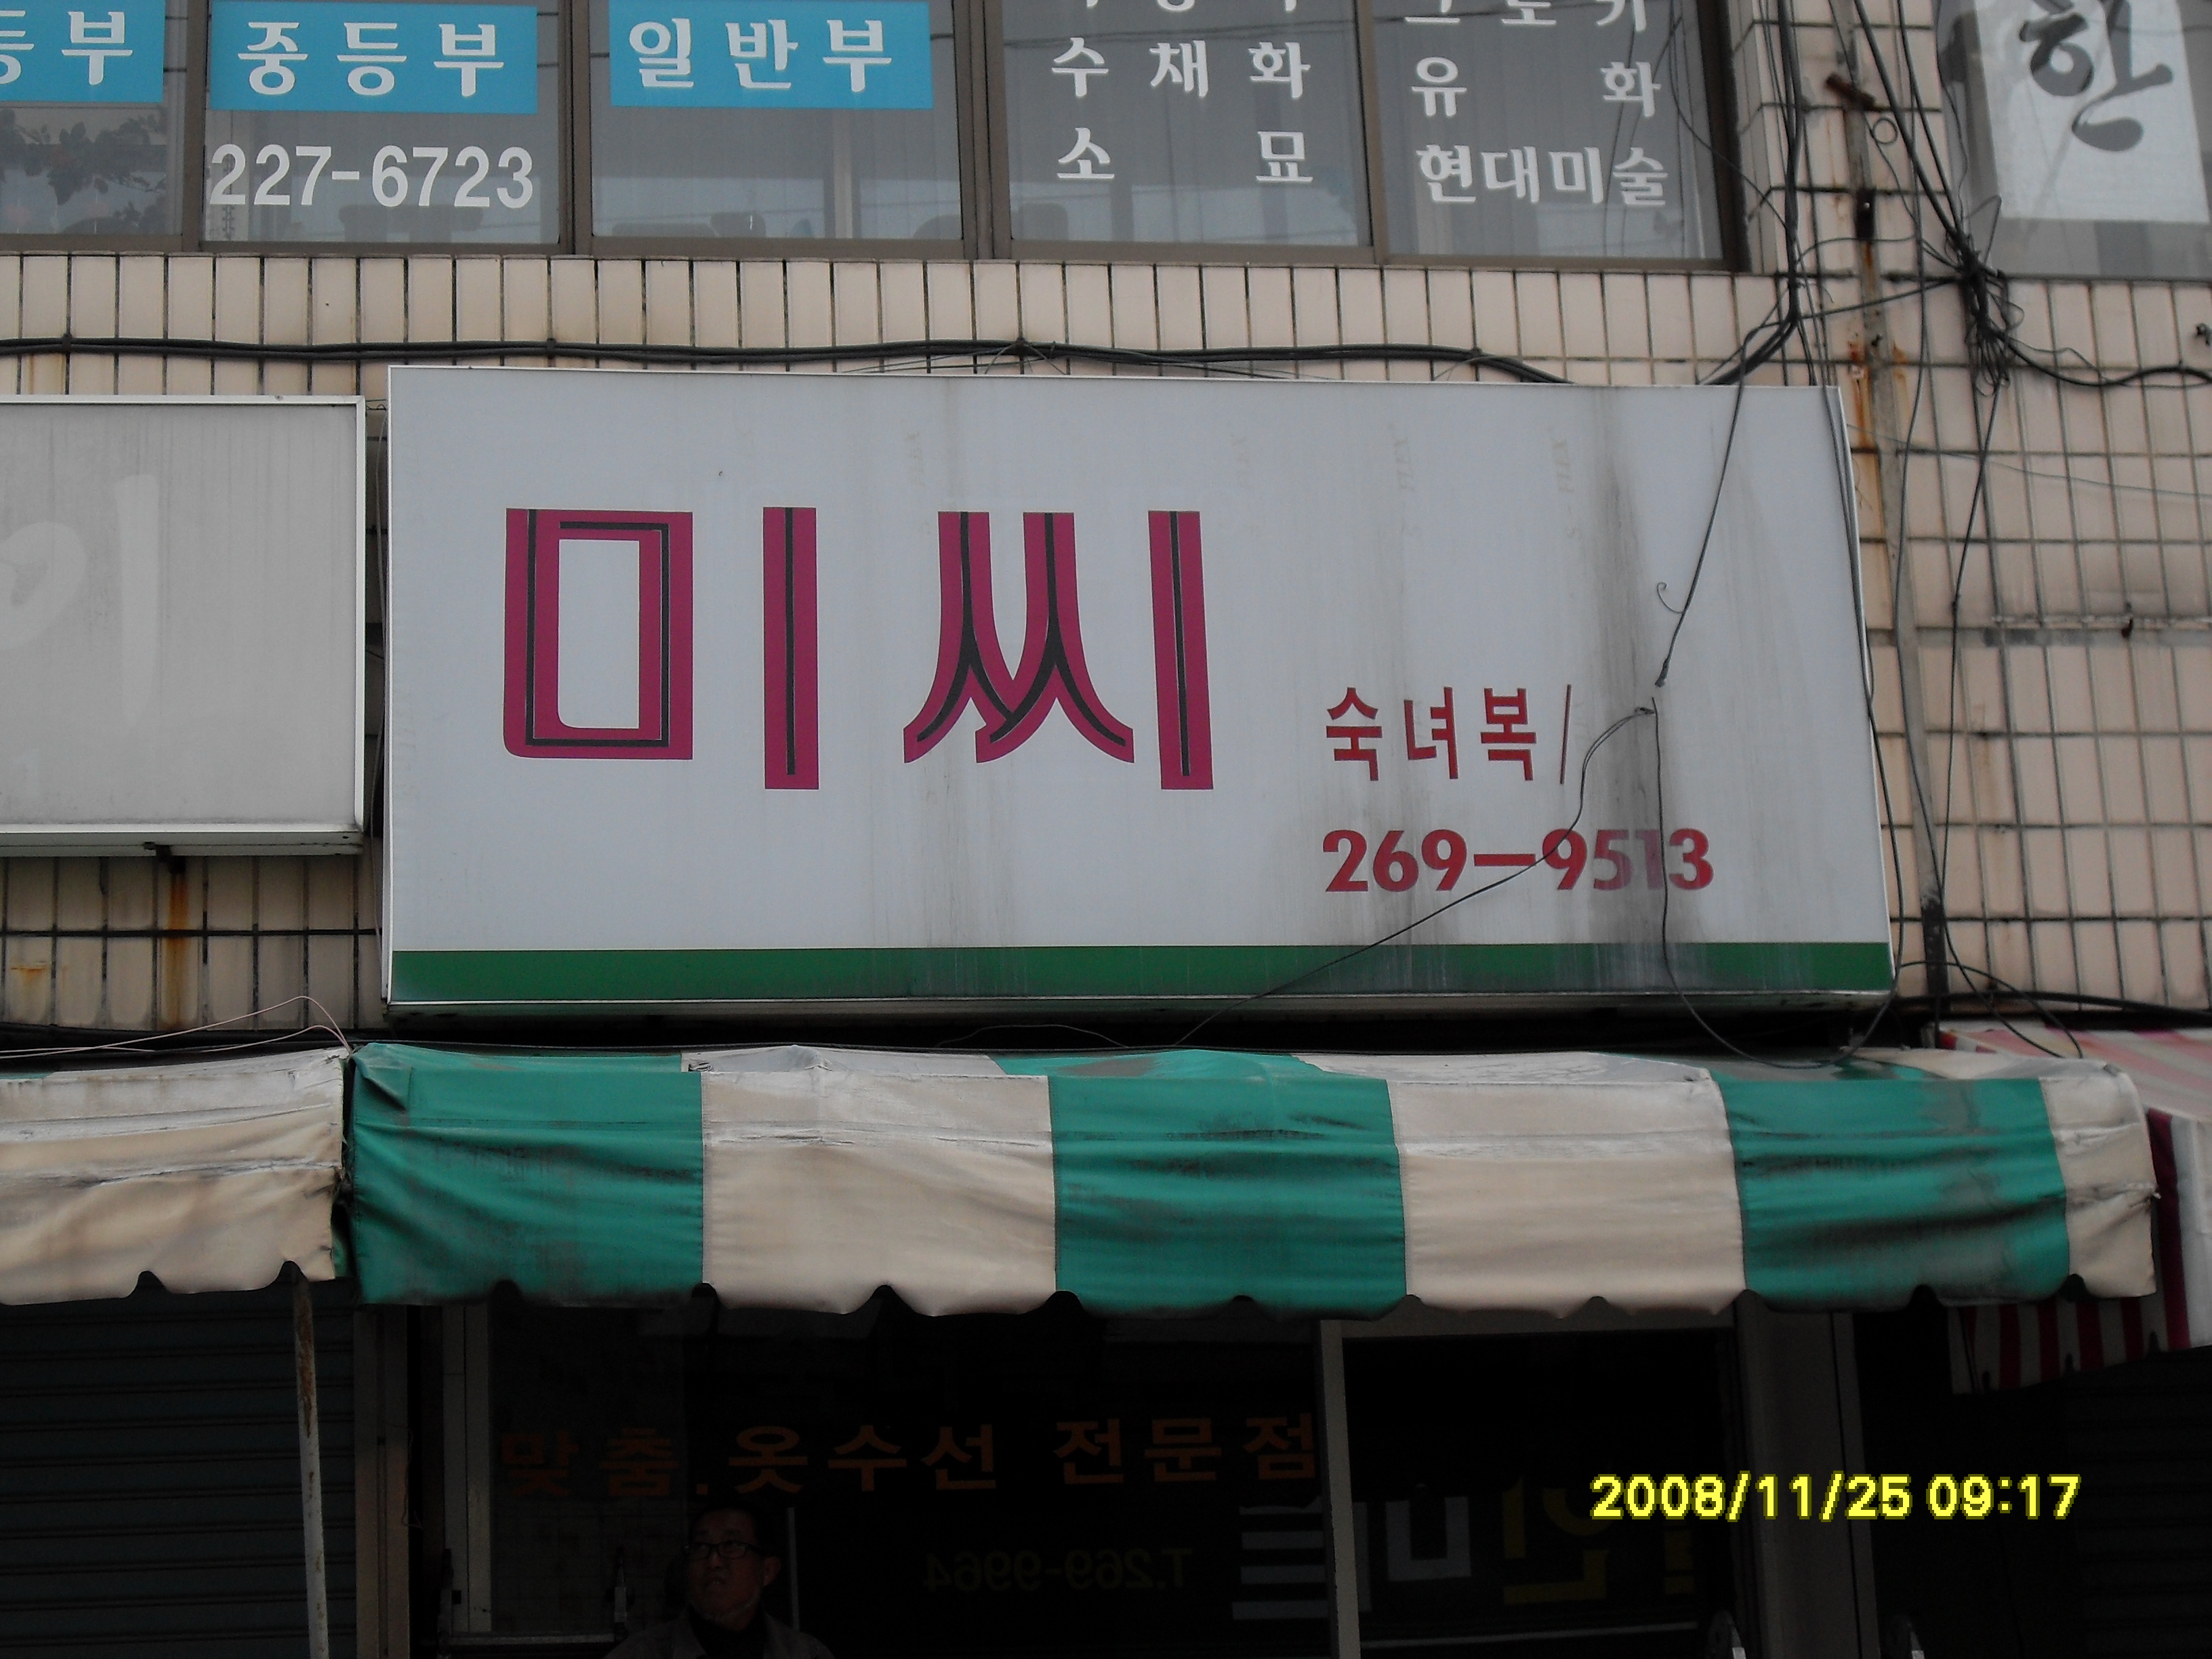 등부 중등부 일반부
수채화 유화
소묘 현대미술
227-6723
한
미씨
숙녀복/
269-9513
맞춤.옷수선 전문점
T.269-9964
2008/11/25 09:17